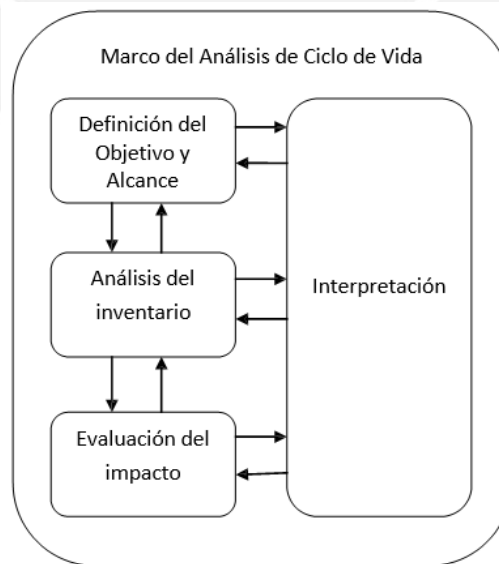 Marco del Análisis de Ciclo de Vida
Definición del
Objetivo y
Alcance
Análisis del
inventario
Interpretación
Evaluación del
impacto